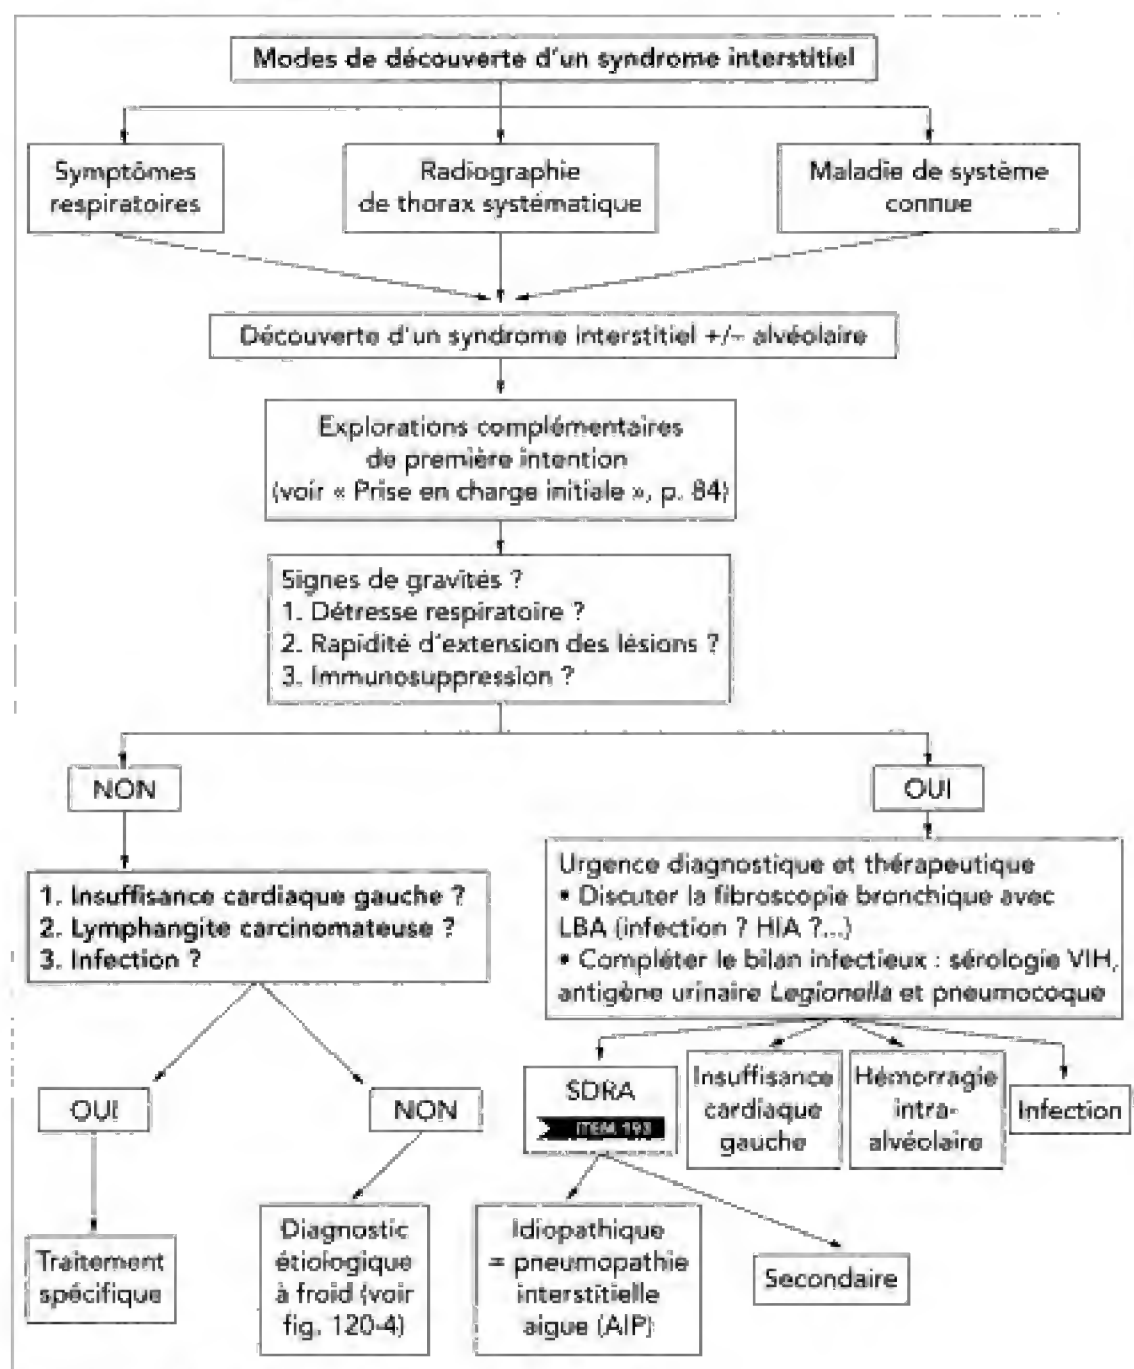 Modes de découverte d'un syndrome interstitiel
Symptômes
respiratoires
Radiographie
de thorax systématique
Maladie de système
connue
Découverte d'un syndrome interstitiel +/– alvéolaire
Explorations complémentaires
de première intention
(voir « Prise en charge initiale », p. 84)
Signes de gravités ?
1. Détresse respiratoire ?
2. Rapidité d'extension des lésions ?
3. Immunosuppression ?
NON
OUI
1. Insuffisance cardiaque gauche ?
2. Lymphangite carcinomateuse ?
3. Infection ?
Urgence diagnostique et thérapeutique
• Discuter la fibroscopie bronchique avec
LBA (infection ? HIA ?...)
• Compléter le bilan infectieux : sérologie VIH,
antigène urinaire Legionella et pneumocoque
OUI
NON
SDRA
ITEM 193
Insuffisance
cardiaque
gauche
Hémorragie
intra-
alvéolaire
Infection
Traitement
spécifique
Diagnostic
étiologique
à froid (voir
fig. 120-4)
Idiopathique
= pneumopathie
interstitielle
aigue (AIP)
Secondaire